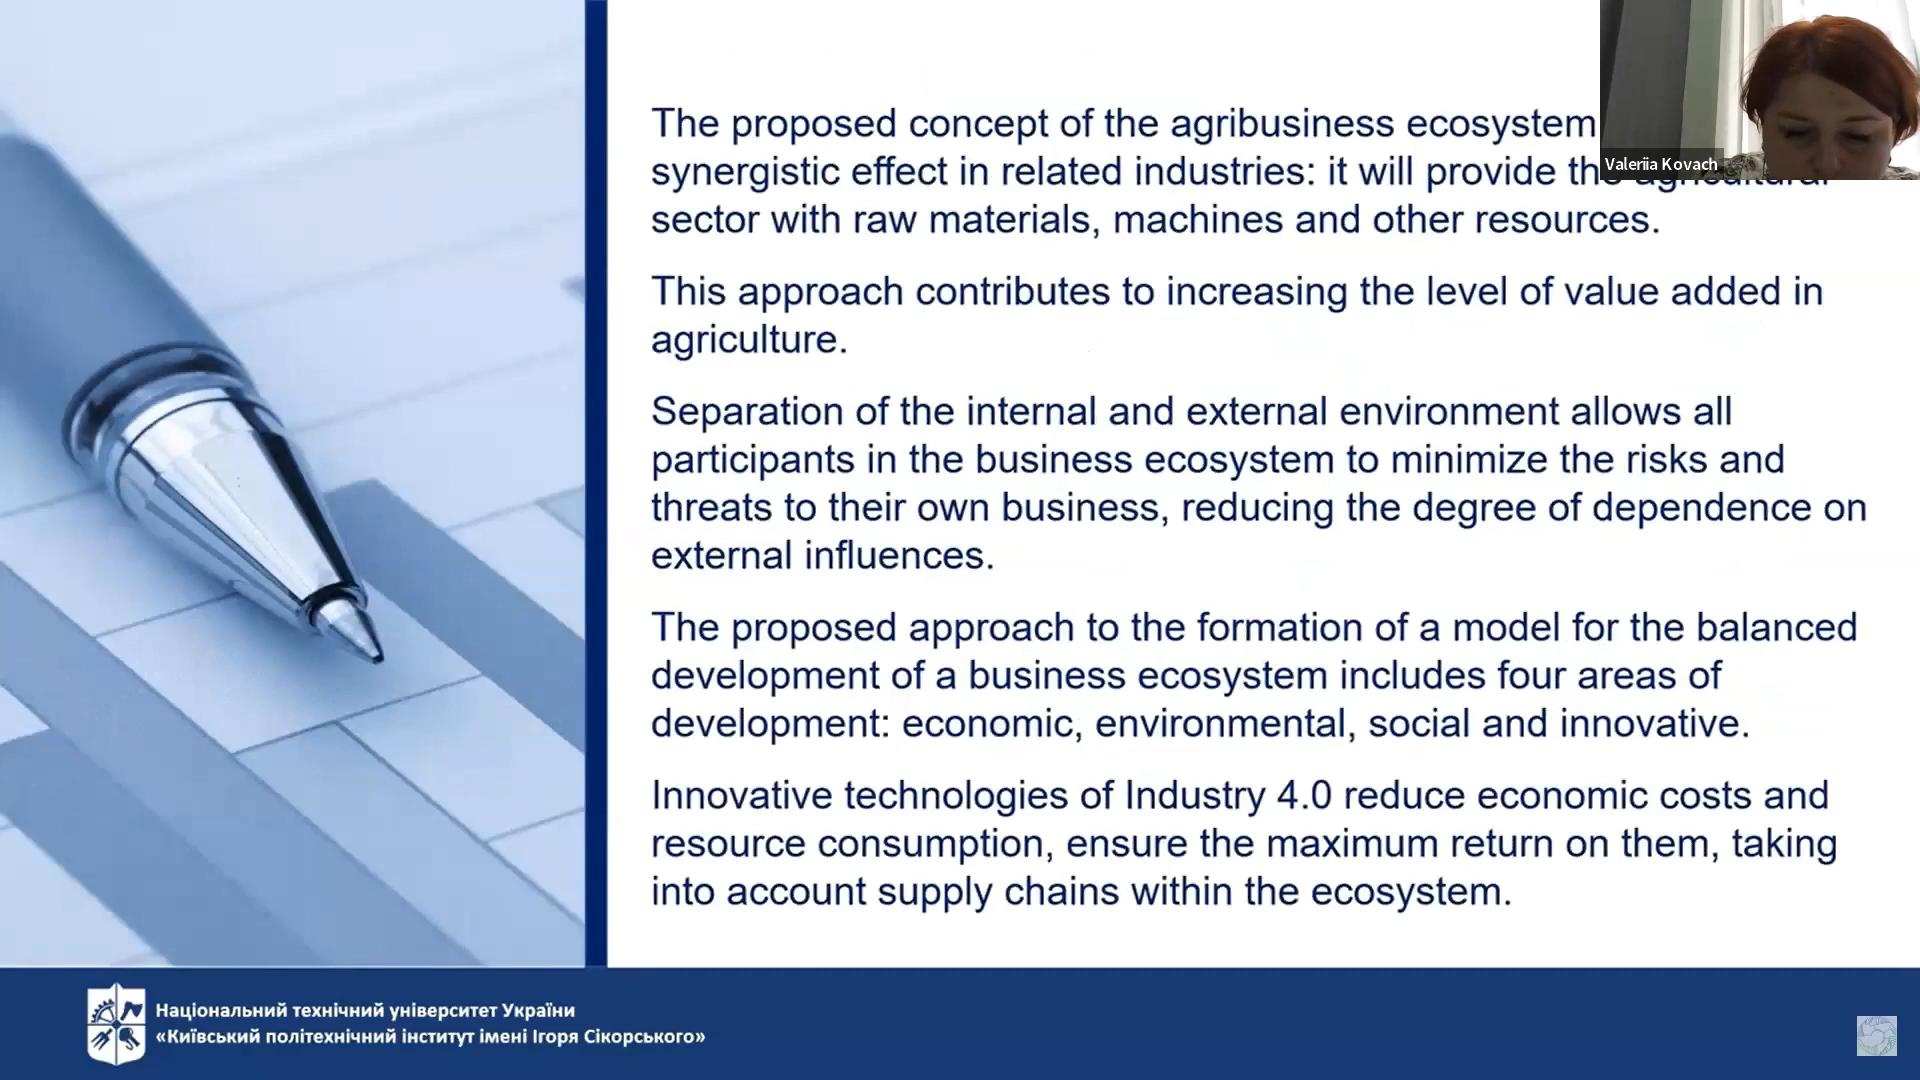 The proposed concept of the agribusiness ecosystem
synergistic effect in related industries: it will provide the agricultural
sector with raw materials, machines and other resources.
This approach contributes to increasing the level of value added in
agriculture.
Separation of the internal and external environment allows all
participants in the business ecosystem to minimize the risks and
threats to their own business, reducing the degree of dependence on
external influences.
The proposed approach to the formation of a model for the balanced
development of a business ecosystem includes four areas of
development: economic, environmental, social and innovative.
Innovative technologies of Industry 4.0 reduce economic costs and
resource consumption, ensure the maximum return on them, taking
into account supply chains within the ecosystem.
Valeriia Kovach
Національний технічний університет України
«Київський політехнічний інститут імені Ігоря Сікорського»